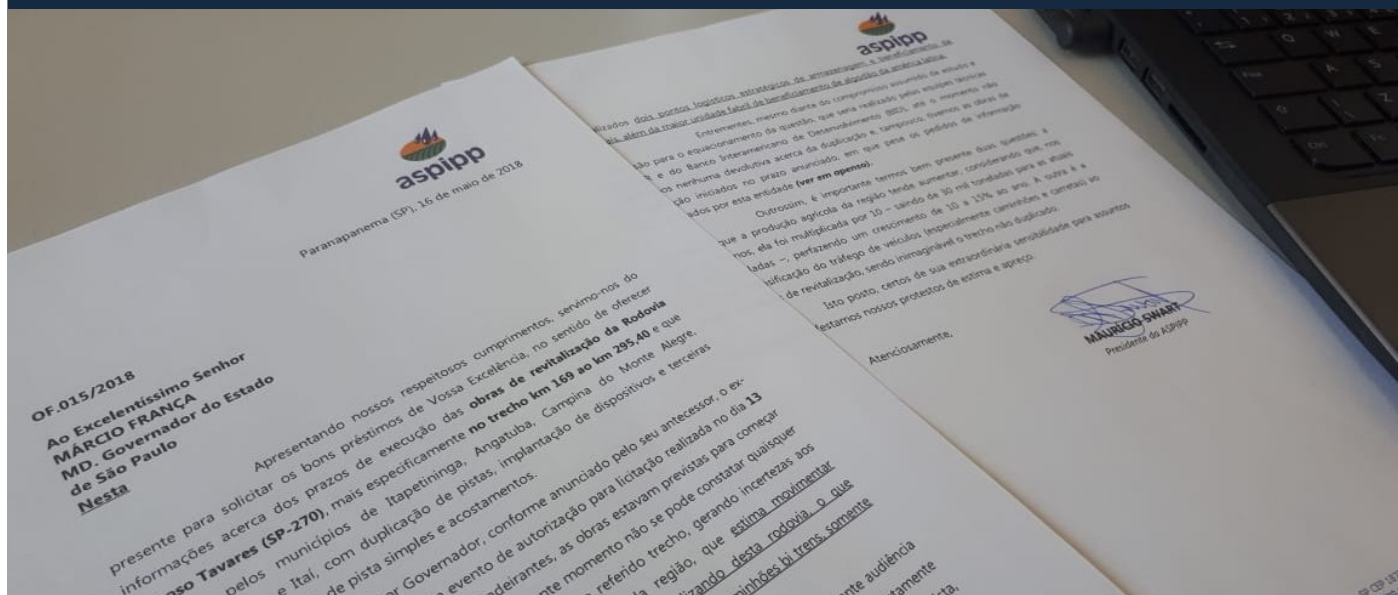 aspipp
Paranapanema (SP), 16 de maio de 2018
OF.015/2018
Ao Excelentíssimo Senhor
MÁRCIO FRANÇA
MD. Governador do Estado
de São Paulo
Nesta
Apresentando nossos respeitosos cumprimentos, servimo-nos do
presente para solicitar os bons préstimos de Vossa Excelência, no sentido de oferecer
informações acerca dos prazos de execução das obras de revitalização da Rodovia
Tavares (SP-270), mais especificamente no trecho km 169 ao km 295,40 e que
pelos municípios de Itapetininga, Angatuba, Campina do Monte Alegre,
e Itaí, com duplicação de pistas, implantação de dispositivos e terceiras
de pista simples e acostamentos.
Governador, conforme anunciado pelo seu antecessor, o ex-
evento de autorização para licitação realizada no dia 13
as obras estavam previstas para começar
momento não se pode constatar quaisquer
referido trecho, gerando incertezas aos
região, que estima movimentar
desta rodovia, o que
bi trens, somente
audiência
aspipp
dois pontos logísticos estratégicos de armazenagem e beneficiamento da
além da maior unidade fabril de beneficiamento de algodão da américa latina.
Entrementes, mesmo diante do compromisso assumido de estudo e
para o equacionamento da questão, que seria realizado pelas equipes técnicas
e do Banco Interamericano de Desenvolvimento (BID), até o momento não
nenhuma devolutiva acerca da duplicação e, tampouco, tivemos as obras de
iniciados no prazo anunciado, em que pese os pedidos de informação
por esta entidade (ver em openso).
Outrossim, é importante termos bem presente duas questões: a
que a produção agrícola da região tende aumentar, considerando que, nos
ela foi multiplicada por 10 – saindo de 30 mil toneladas para as atuais
–, perfazendo um crescimento de 10 a 15% ao ano. A outra é a
do tráfego de veículos (especialmente caminhões e carretas) ao
de revitalização, sendo inimaginável o trecho não duplicado.
Isto posto, certos de sua extraordinária sensibilidade para assuntos
nossos protestos de estima e apreço.
Atenciosamente,
MAURÍCIO SWART
Presidente do ASPIPP